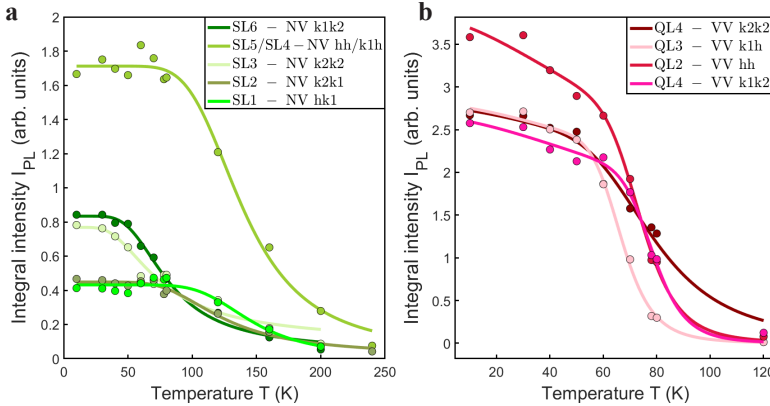 a
SL6 – NV k1k2
SL5/SL4 – NV hh/k1h
SL3 – NV k2k2
SL2 – NV k2k1
SL1 – NV hk1
Integral intensity I_PL (arb. units)
2
1.8
1.6
1.4
1.2
1
0.8
0.6
0.4
0.2
0
0
50
100
150
200
250
Temperature T (K)
b
QL4 – VV k2k2
QL3 – VV k1h
QL2 – VV hh
QL4 – VV k1k2
Integral intensity I_PL (arb. units)
3.5
3
2.5
2
1.5
1
0.5
0
20
40
60
80
100
120
Temperature T (K)